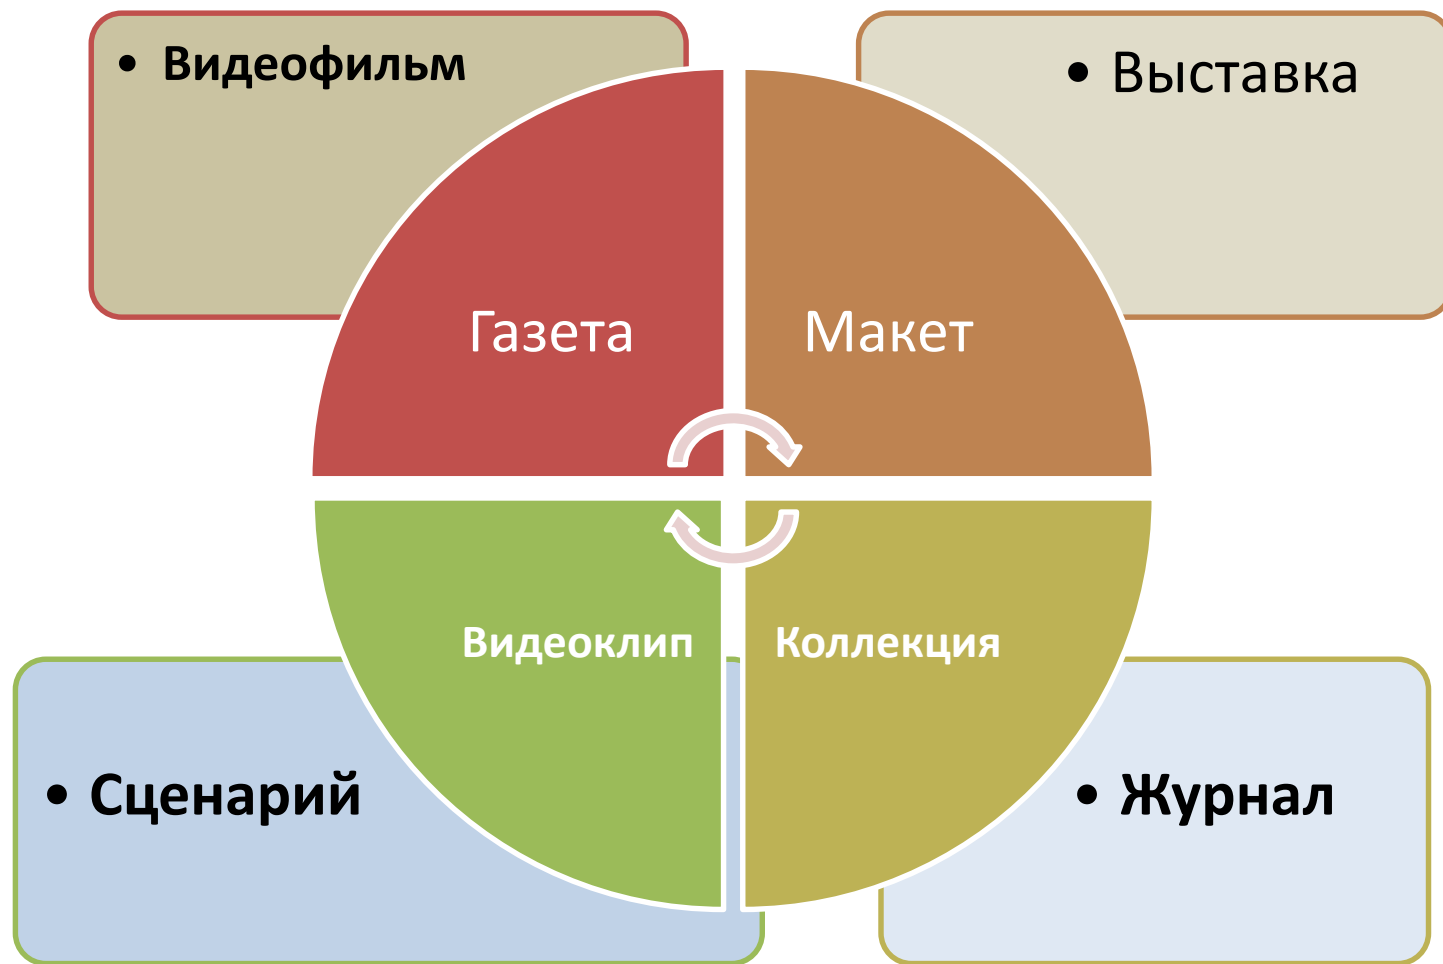 • Видеофильм
• Выставка
Газета
Макет
Видеоклип
Коллекция
• Сценарий
• Журнал